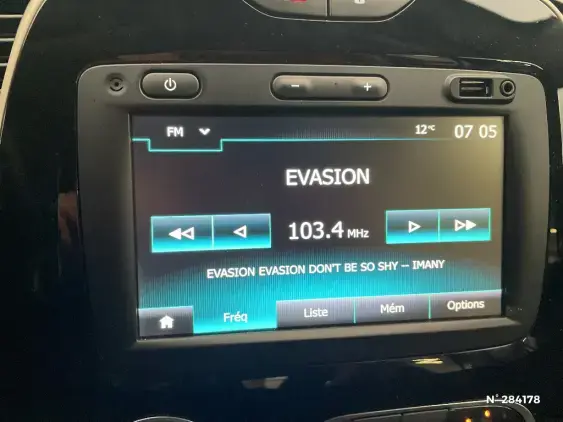 FM
12°C
07 05
EVASION
103.4 MHz
EVASION EVASION DON'T BE SO SHY -- IMANY
Fréq
Liste
Mém
Options
N° 284178